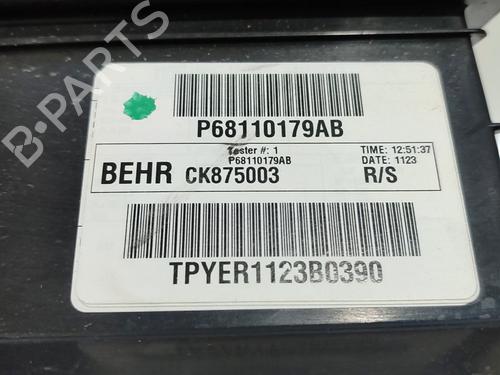 B-PARTS
P68110179AB
Tester #: 1
P68110179AB
TIME: 12:51:37
DATE: 1123
BEHR CK875003 R/S
TPYER1123B0390